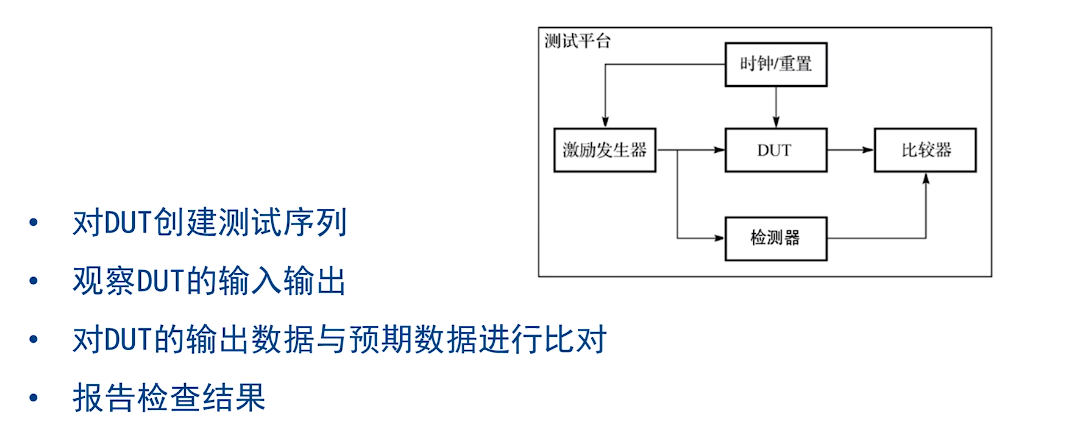 测试平台
时钟/重置
激励发生器
DUT
比较器
检测器
• 对DUT创建测试序列
• 观察DUT的输入输出
• 对DUT的输出数据与预期数据进行比对
• 报告检查结果